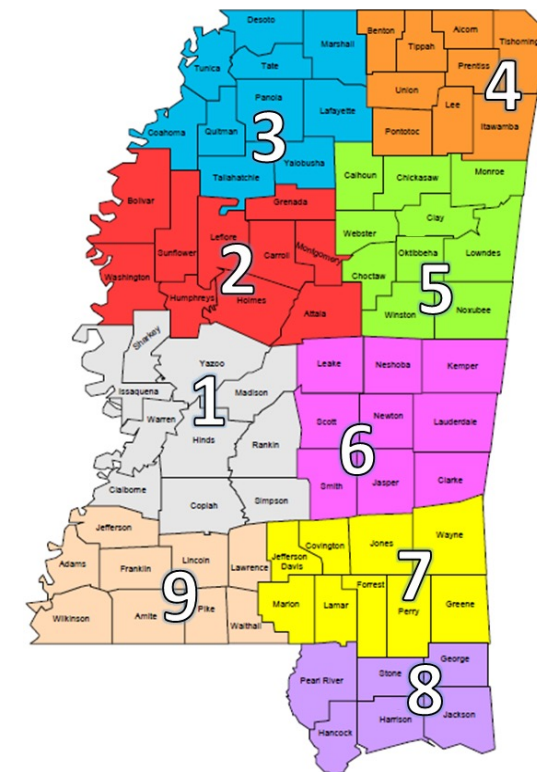 Desoto
Benton
Alcorn
Tippah
Tishoming
Marshall
Tunica
Tate
Prentiss
4
Union
Panola
Lee
Lafayette
Coahoma
Quitman
Pontotoc
Itawamba
3
Yalobusha
Tallahatchie
Calhoun
Chickasaw
Monroe
Bolivar
Grenada
Clay
Webster
Leflore
Sunflower
Carroll
Montgomery
Oktibbeha
Lowndes
Washington
2
Choctaw
Humphreys
Holmes
5
Attala
Winston
Noxubee
Sharkey
Yazoo
Leake
Neshoba
Kemper
Issaquena
Madison
1
Warren
Hinds
Scott
Newton
Lauderdale
Rankin
6
Smith
Jasper
Clarke
Claiborne
Copiah
Simpson
Jefferson
Covington
Jones
Wayne
Adams
Franklin
Lincoln
Lawrence
Jefferson
Davis
7
9
Forrest
Wilkinson
Amite
Pike
Walthall
Marion
Lamar
Perry
Greene
George
Pearl River
Stone
8
Hancock
Harrison
Jackson